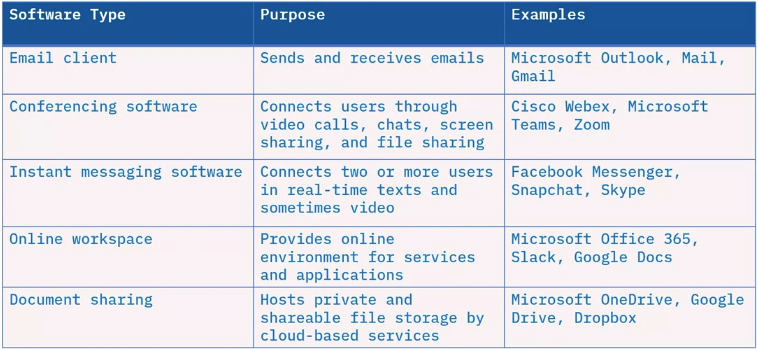 Software Type
Purpose
Examples
Email client
Sends and receives emails
Microsoft Outlook, Mail,
Gmail
Conferencing software
Connects users through
video calls, chats, screen
sharing, and file sharing
Cisco Webex, Microsoft
Teams, Zoom
Instant messaging software
Connects two or more users
in real-time texts and
sometimes video
Facebook Messenger,
Snapchat, Skype
Online workspace
Provides online
environment for services
and applications
Microsoft Office 365,
Slack, Google Docs
Document sharing
Hosts private and
shareable file storage by
cloud-based services
Microsoft OneDrive, Google
Drive, Dropbox